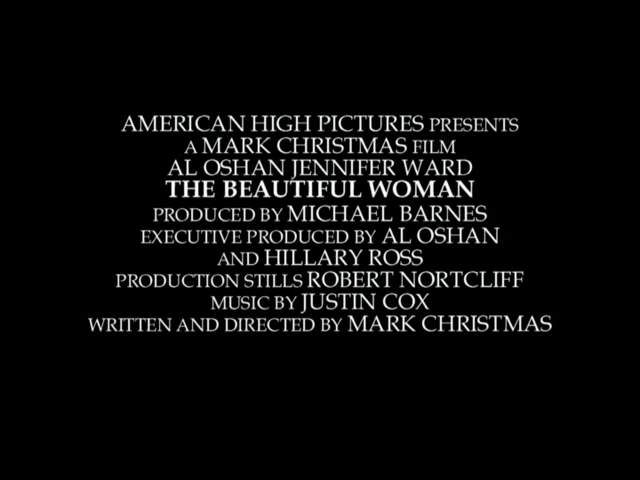 AMERICAN HIGH PICTURES PRESENTS
A MARK CHRISTMAS FILM
AL OSHAN JENNIFER WARD
THE BEAUTIFUL WOMAN
PRODUCED BY MICHAEL BARNES
EXECUTIVE PRODUCED BY AL OSHAN
AND HILLARY ROSS
PRODUCTION STILLS ROBERT NORTCLIFF
MUSIC BY JUSTIN COX
WRITTEN AND DIRECTED BY MARK CHRISTMAS